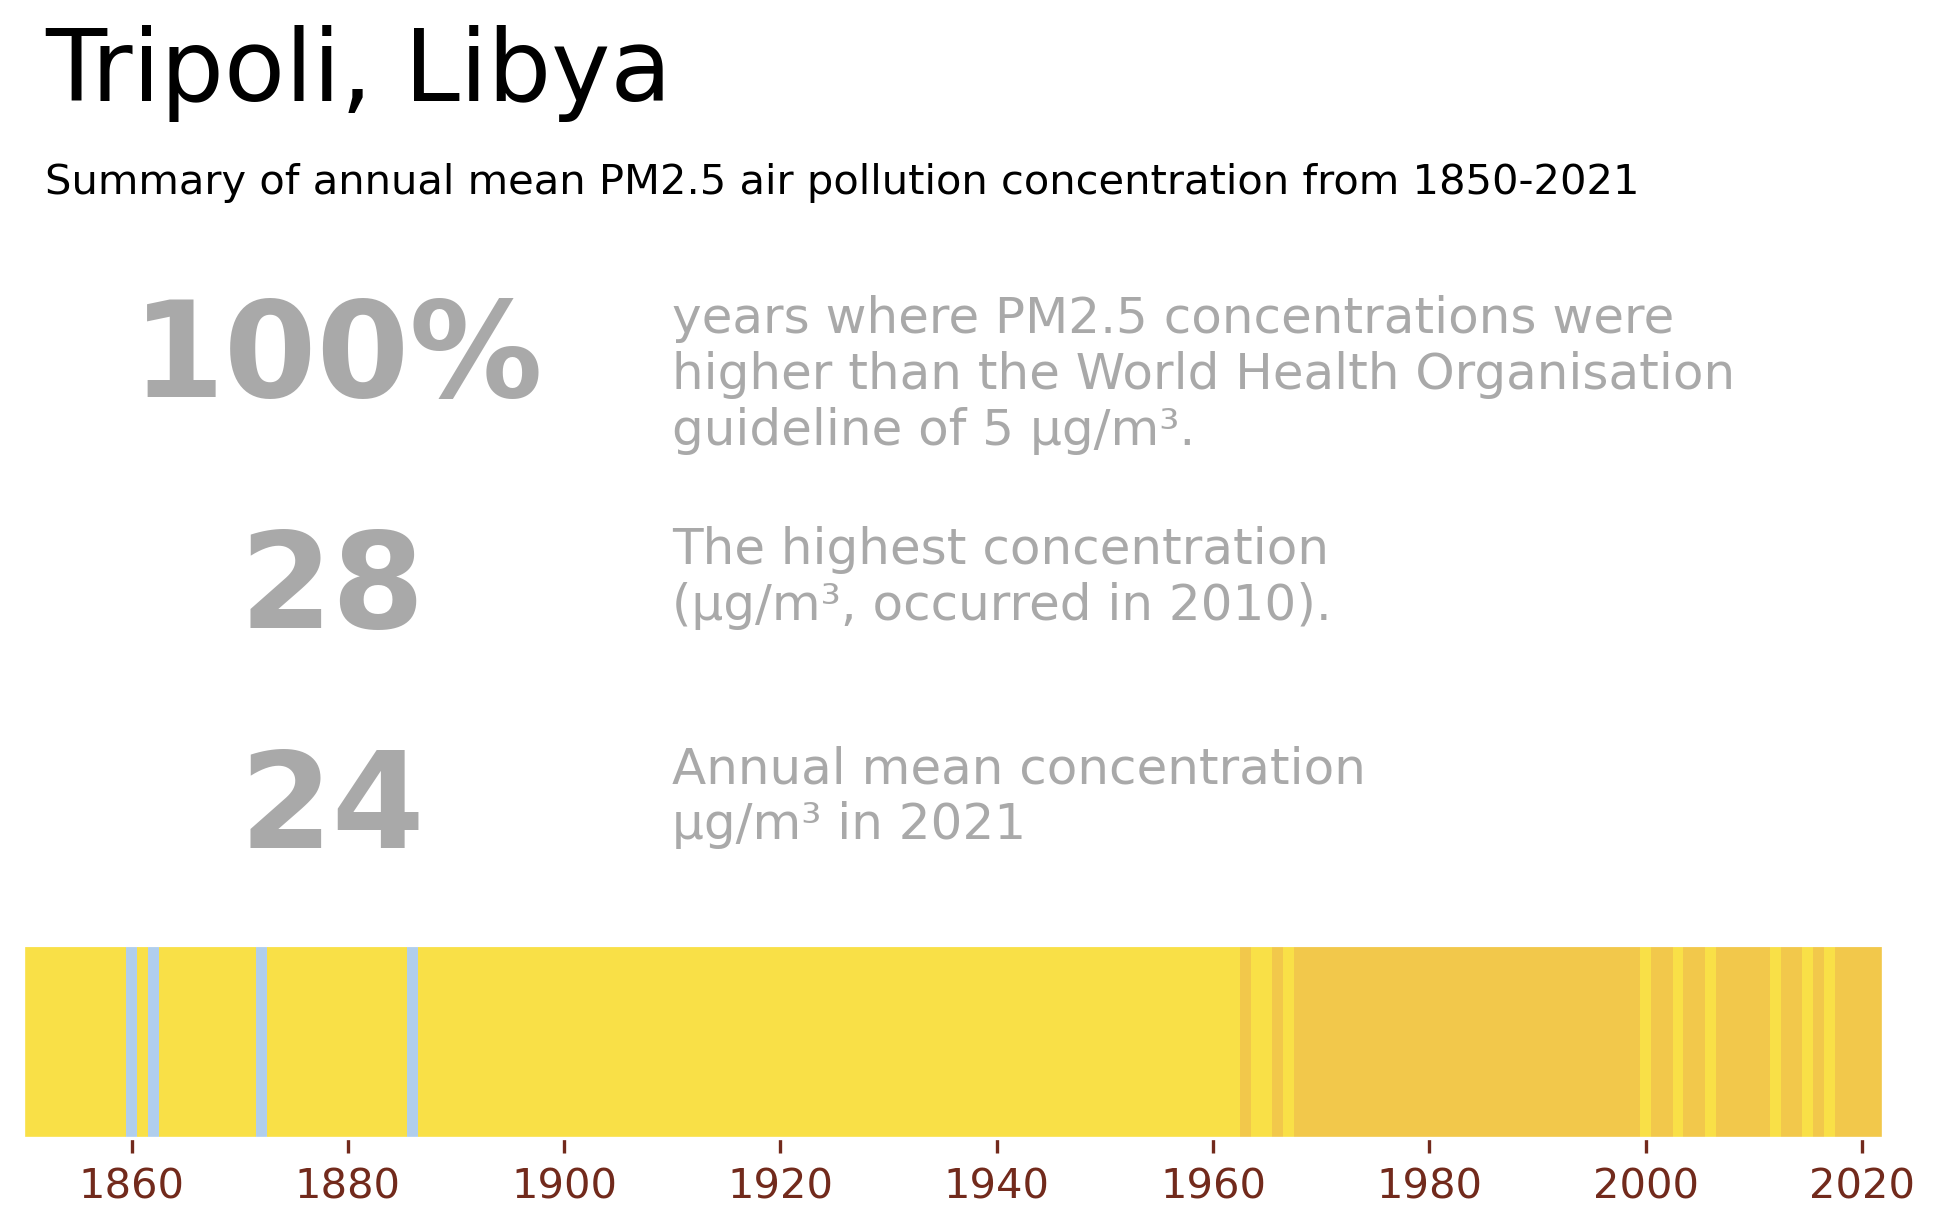 Tripoli, Libya
Summary of annual mean PM2.5 air pollution concentration from 1850-2021
100%
years where PM2.5 concentrations were
higher than the World Health Organisation
guideline of 5 µg/m³.
28
The highest concentration
(µg/m³, occurred in 2010).
24
Annual mean concentration
µg/m³ in 2021
1860 1880 1900 1920 1940 1960 1980 2000 2020